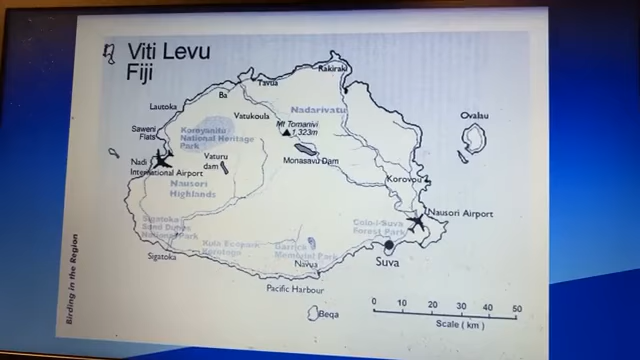 Viti Levu
Fiji
Rakiraki
Tavua
Ba
Nadarivatu
Lautoka
Vatukoula
Mt Tomanivi
1,323m
Ovalau
Saweni
Flats
Koroyanitu
National Heritage
Park
Vaturu
dam
Monasavu Dam
Nadi
International Airport
Korovou
Nausori
Highlands
Nausori Airport
Sigatoka
Sand Dunes
National Park
Colo-I-Suva
Forest Park
Kula Ecopark
Korotogo
Garrick
Memorial Park
Sigatoka
Navua
Suva
Pacific Harbour
Beqa
0 10 20 30 40 50
Scale ( km )
Birding in the Region